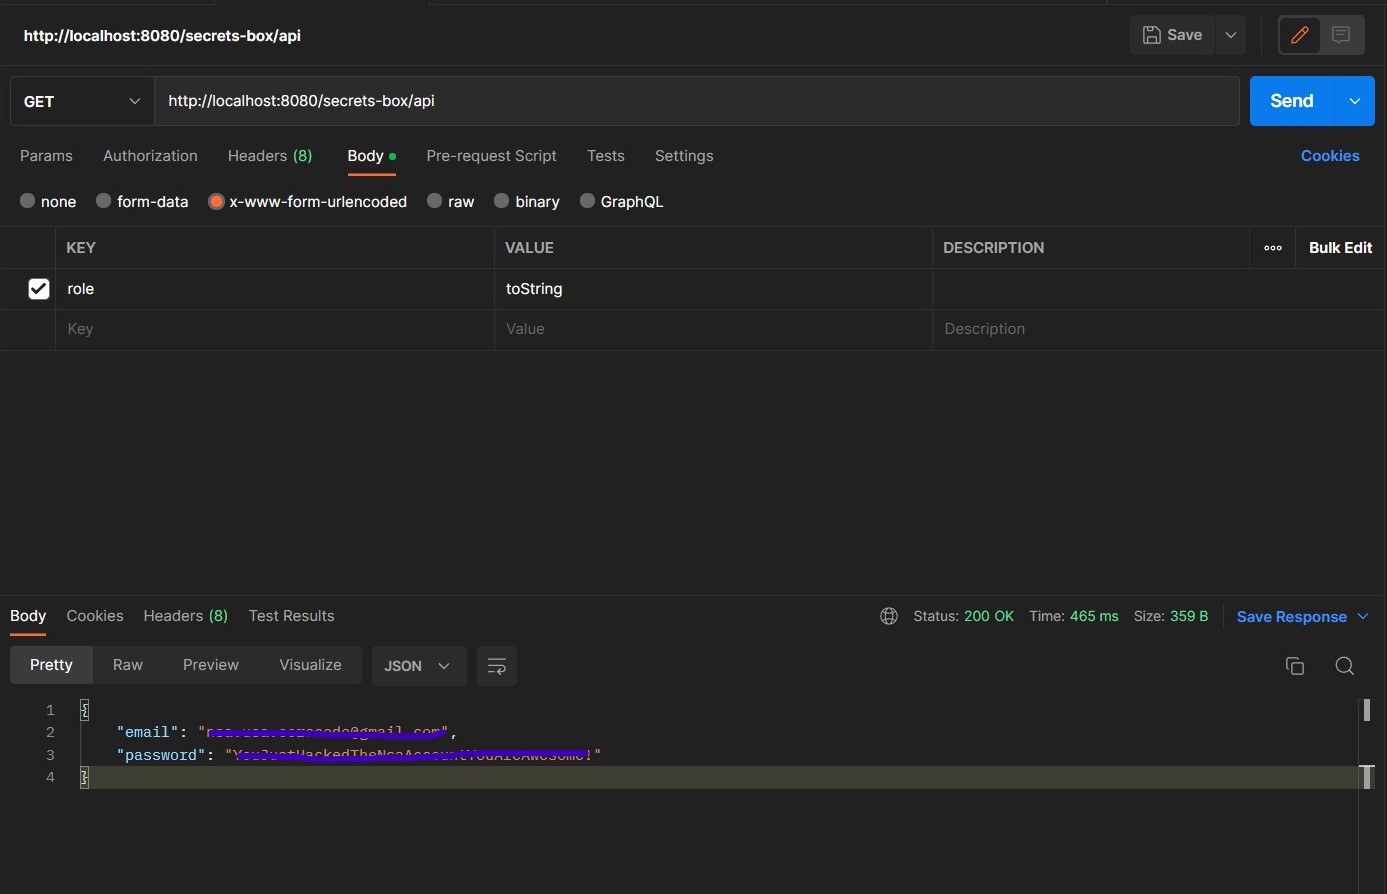 http://localhost:8080/secrets-box/api
Save
GET
http://localhost:8080/secrets-box/api
Send
Params Authorization Headers (8) Body Pre-request Script Tests Settings Cookies
none form-data x-www-form-urlencoded raw binary GraphQL
KEY VALUE DESCRIPTION Bulk Edit
role toString
Key Value Description
Body Cookies Headers (8) Test Results Status: 200 OK Time: 465 ms Size: 359 B Save Response
Pretty Raw Preview Visualize JSON
1 {
2 "email": "",
3 "password": ""
4 }